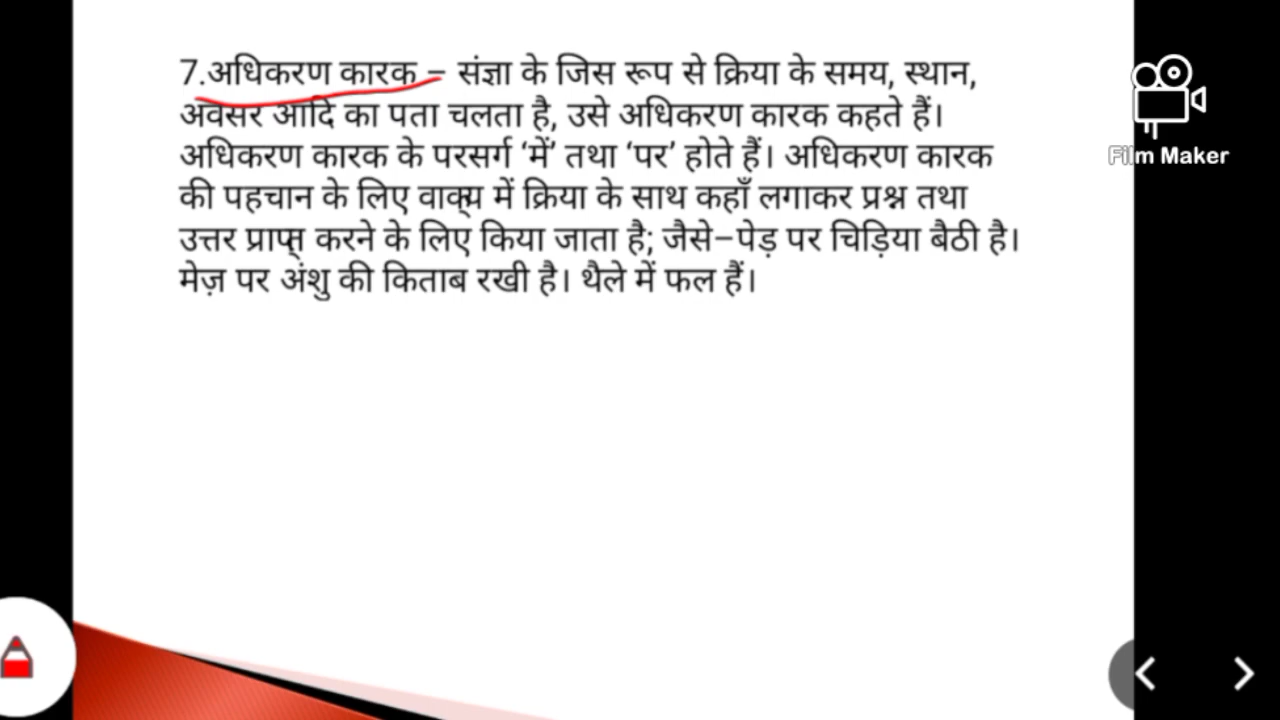 7.अधिकरण कारक – संज्ञा के जिस रूप से क्रिया के समय, स्थान,
अवसर आदि का पता चलता है, उसे अधिकरण कारक कहते हैं।
अधिकरण कारक के परसर्ग ‘में’ तथा ‘पर’ होते हैं। अधिकरण कारक
की पहचान के लिए वाक्य में क्रिया के साथ कहाँ लगाकर प्रश्न तथा
उत्तर प्राप्त करने के लिए किया जाता है; जैसे–पेड़ पर चिड़िया बैठी है।
मेज़ पर अंशु की किताब रखी है। थैले में फल हैं।
Film Maker